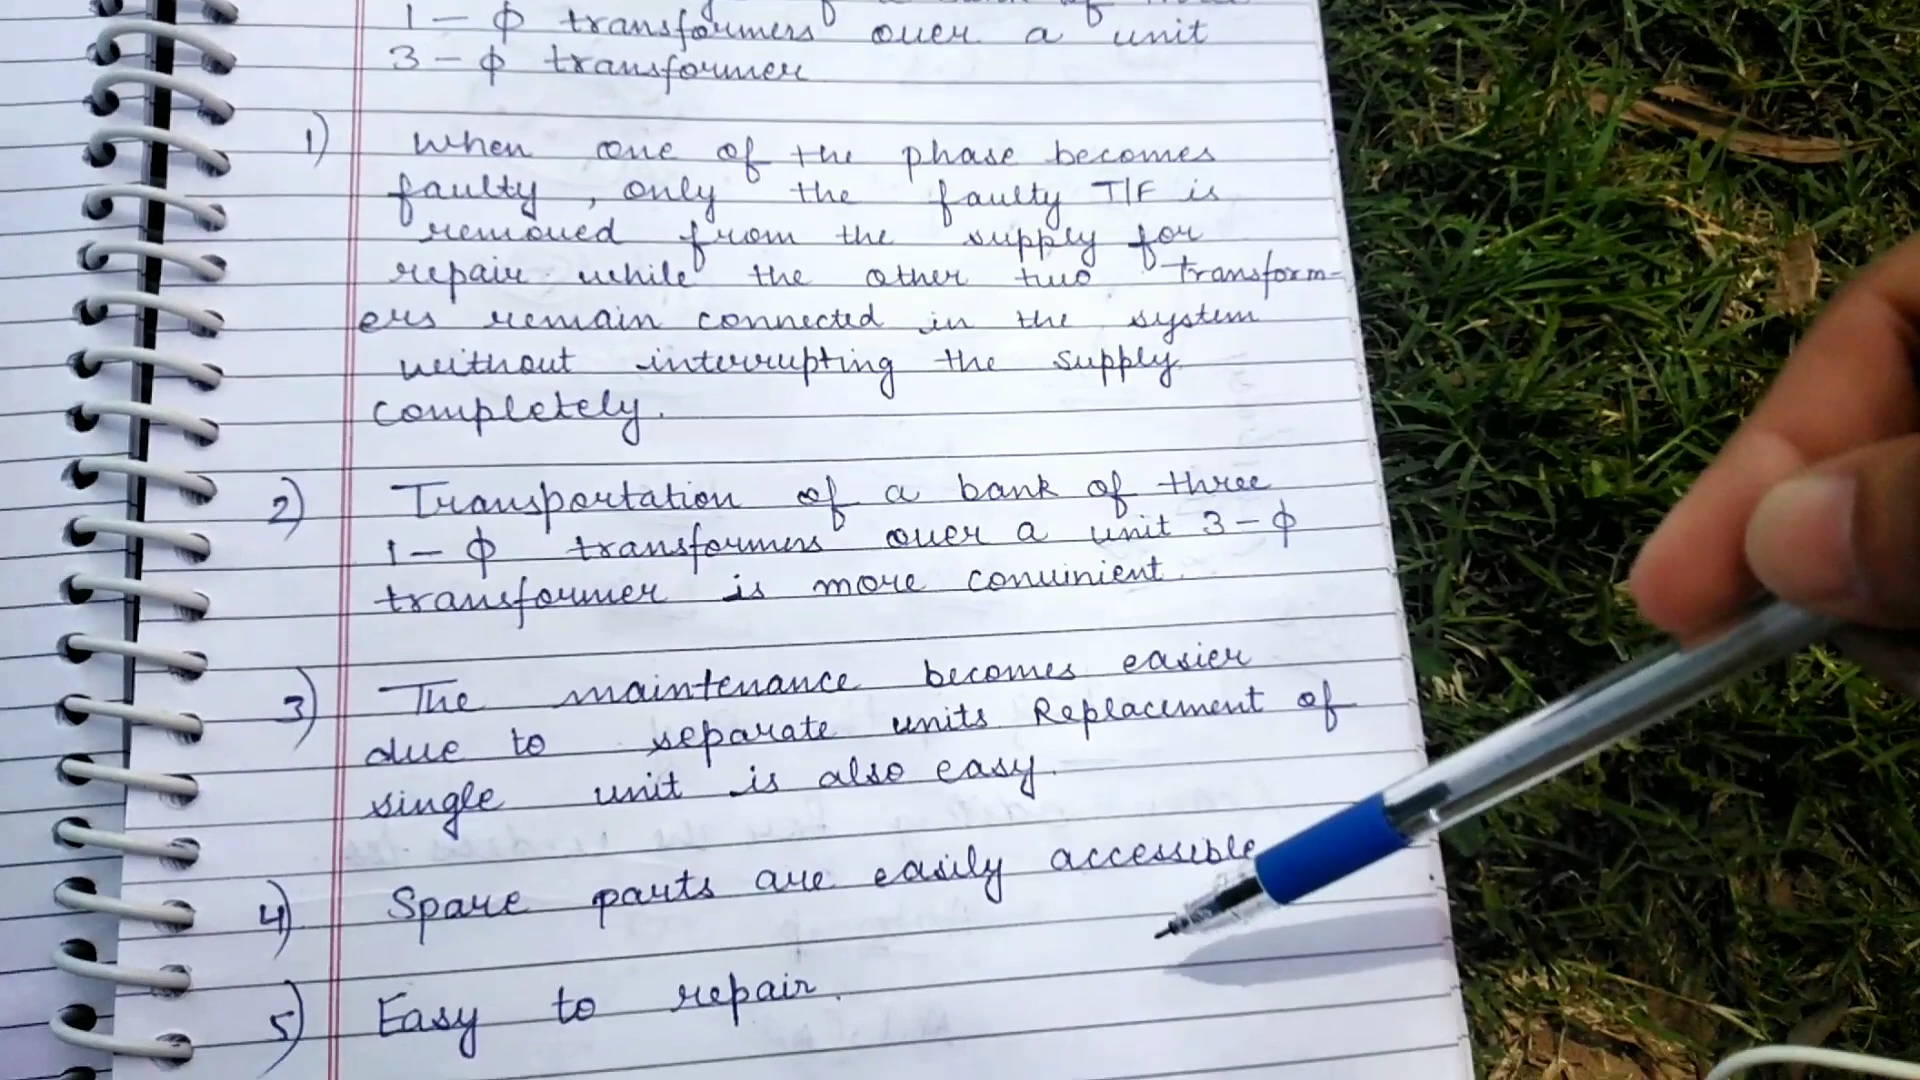 1 - ϕ transformers over a unit
3 - ϕ transformer
1) When one of the phase becomes
faulty, only the faulty T/F is
removed from the supply for
repair while the other two transform-
ers remain connected in the system
without interrupting the supply
completely.
2) Transportation of a bank of three
1 - ϕ transformers over a unit 3 - ϕ
transformer is more convinient.
3) The maintenance becomes easier
due to separate units Replacement of
single unit is also easy.
4) Spare parts are easily accessible
5) Easy to repair.